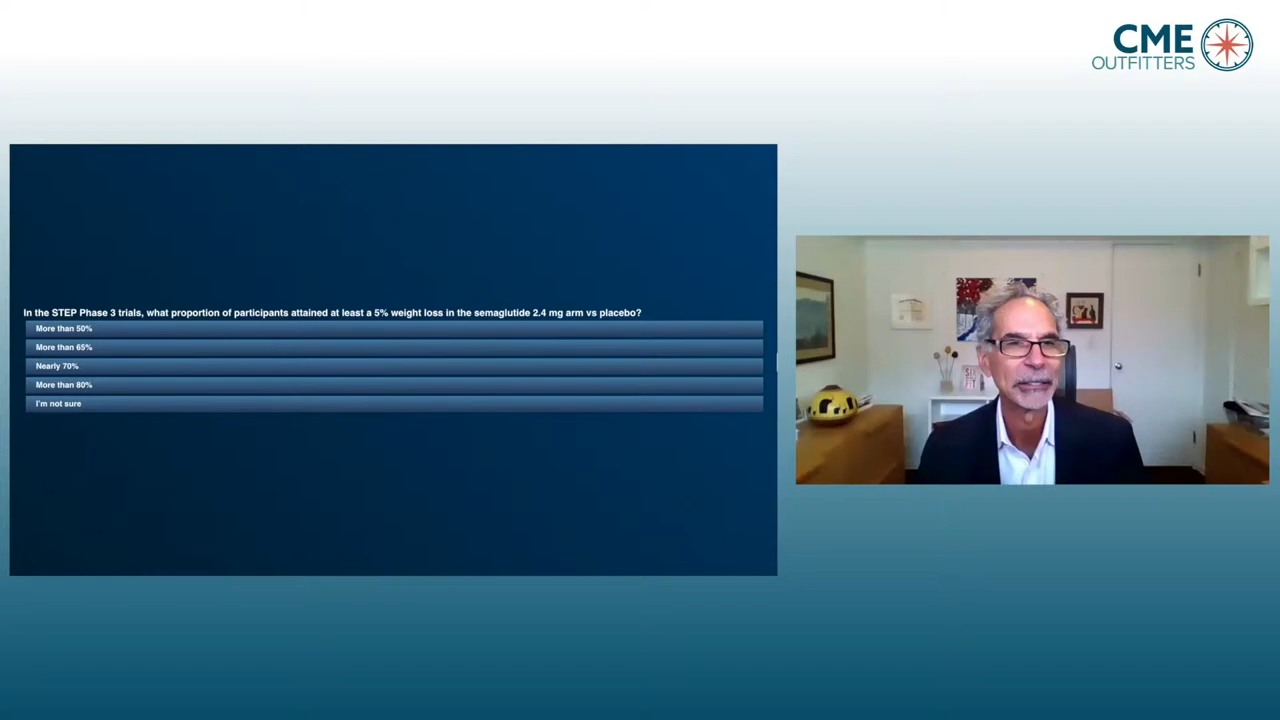 CME
OUTFITTERS
In the STEP Phase 3 trials, what proportion of participants attained at least a 5% weight loss in the semaglutide 2.4 mg arm vs placebo?
More than 50%
More than 65%
Nearly 70%
More than 80%
I'm not sure